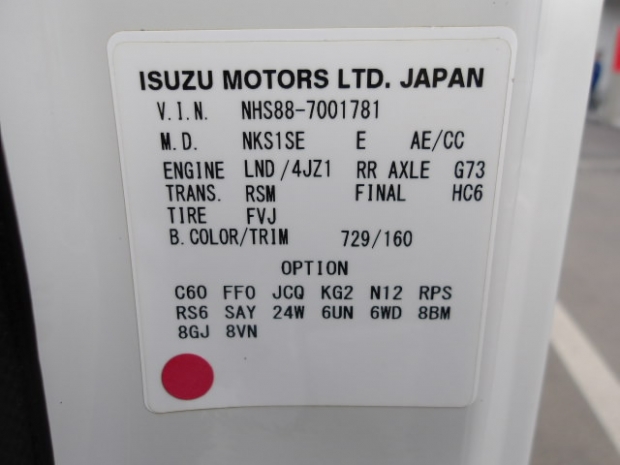 ISUZU MOTORS LTD. JAPAN
V.I.N. NHS88-7001781
M.D. NKS1SE E AE/CC
ENGINE LND/4JZ1 RR AXLE G73
TRANS. RSM FINAL HC6
TIRE FVJ
B.COLOR/TRIM 729/160
OPTION
C60 FF0 JCQ KG2 N12 RPS
RS6 SAY 24W 6UN 6WD 8BM
8GJ 8VN